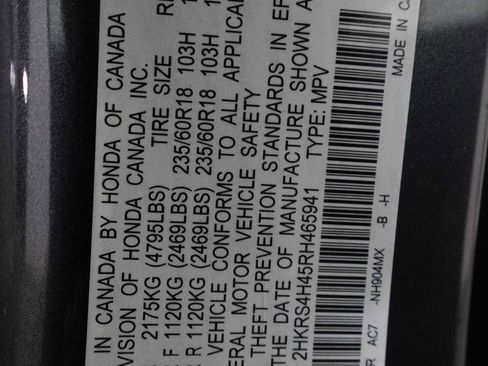 IN CANADA BY HONDA OF CANADA
VISION OF HONDA CANADA INC.
2175KG (4795LBS) TIRE SIZE
F 1120KG (2469LBS) 235/60R18 103H
R 1120KG (2469LBS) 235/60R18 103H
VEHICLE CONFORMS TO ALL APPLICA
ERAL MOTOR VEHICLE SAFETY
THEFT PREVENTION STANDARDS IN EF
THE DATE OF MANUFACTURE SHOWN A
2HKRS4H45RH465941 TYPE: MPV
R AC7 -NH904MX -B -H
MADE IN CA